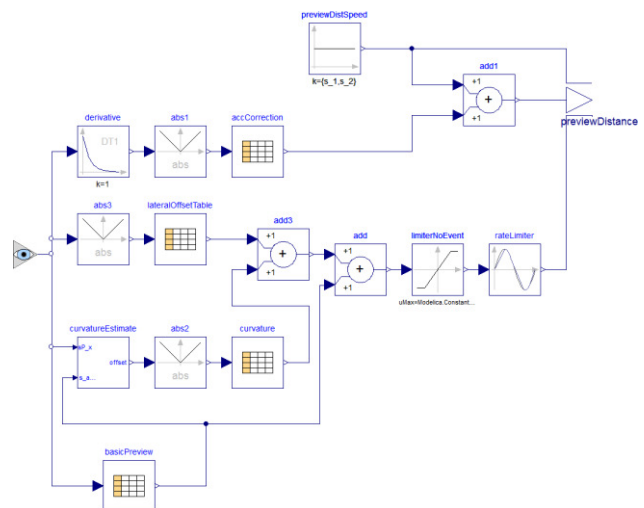 previewDistSpeed
k={s_1,s_2}
add1
+1
+
+1
previewDistance
derivative
DT1
k=1
abs1
abs
accCorrection
abs3
abs
lateralOffsetTable
add3
+1
+
+1
add
+1
+
+1
limiterNoEvent
uMax=Modelica.Constant...
rateLimiter
curvatureEstimate
sP_x
offset
s_a...
abs2
abs
curvature
basicPreview